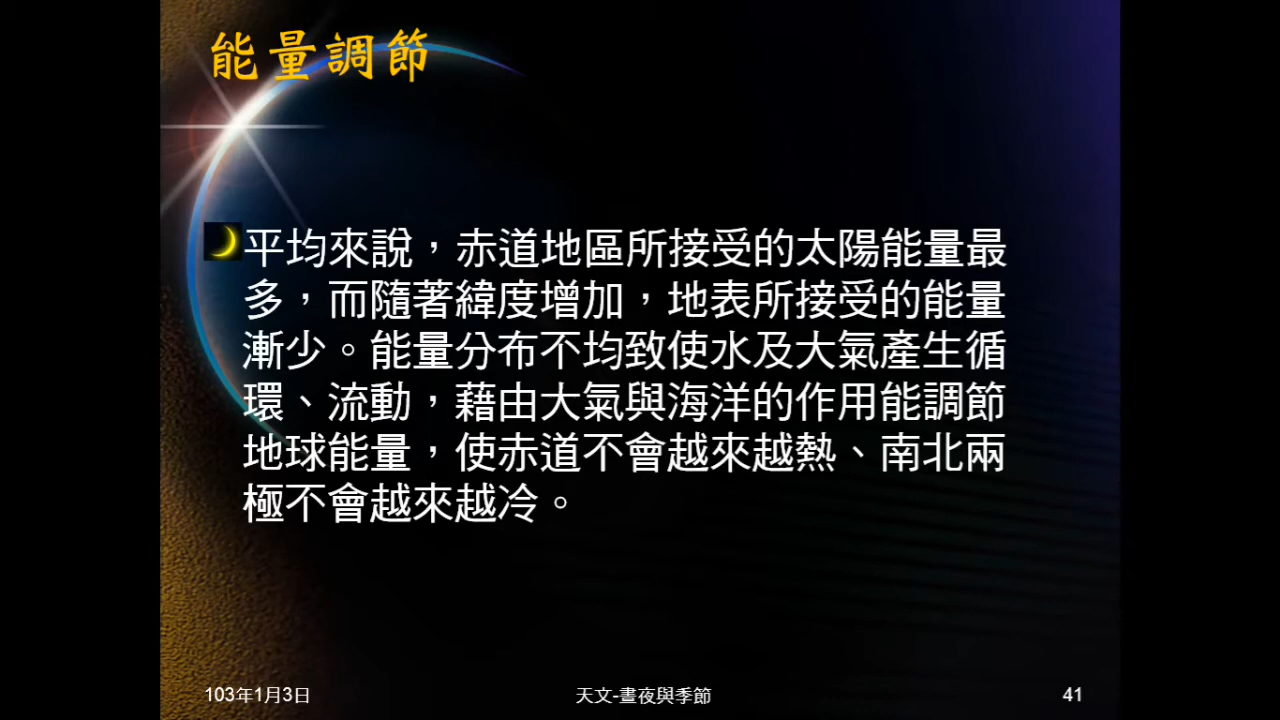 能量調節
平均來說，赤道地區所接受的太陽能量最
多，而隨著緯度增加，地表所接受的能量
漸少。能量分布不均致使水及大氣產生循
環、流動，藉由大氣與海洋的作用能調節
地球能量，使赤道不會越來越熱、南北兩
極不會越來越冷。
103年1月3日
天文-晝夜與季節
41